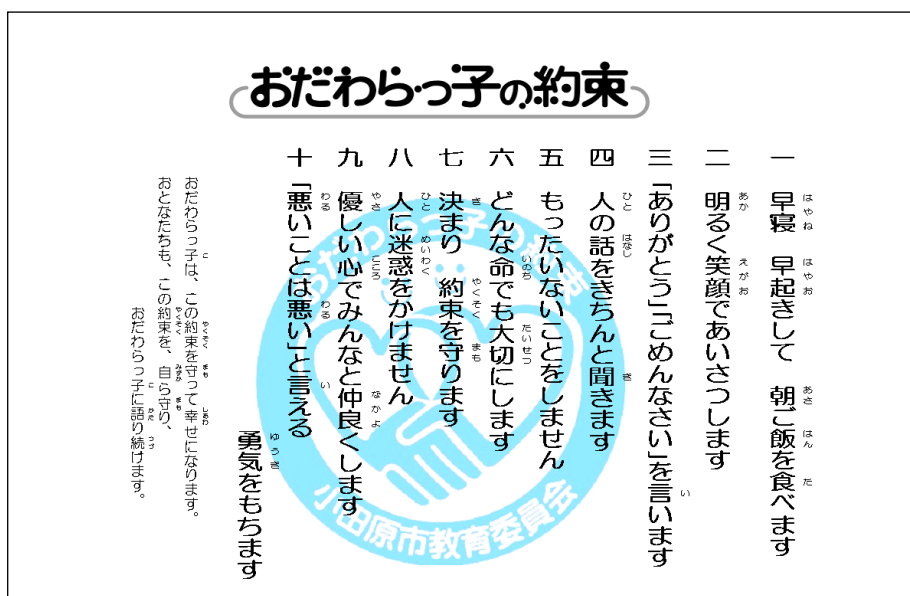 おだわらっ子の約束
一 早寝 早起きして 朝ご飯を食べます
二 明るく笑顔であいさつします
三 「ありがとう」「ごめんなさい」を言います
四 人の話をきちんと聞きます
五 もったいないことをしません
六 どんな命でも大切にします
七 決まり 約束を守ります
八 人に迷惑をかけません
九 優しい心でみんなと仲良くします
十 「悪いことは悪い」と言える
勇気をもちます
おだわらっ子は、この約束を守って幸せになります。
おとなたちも、この約束を、自ら守り、
おだわらっ子に語り続けます。
おだわらっ子の約束
小田原市教育委員会